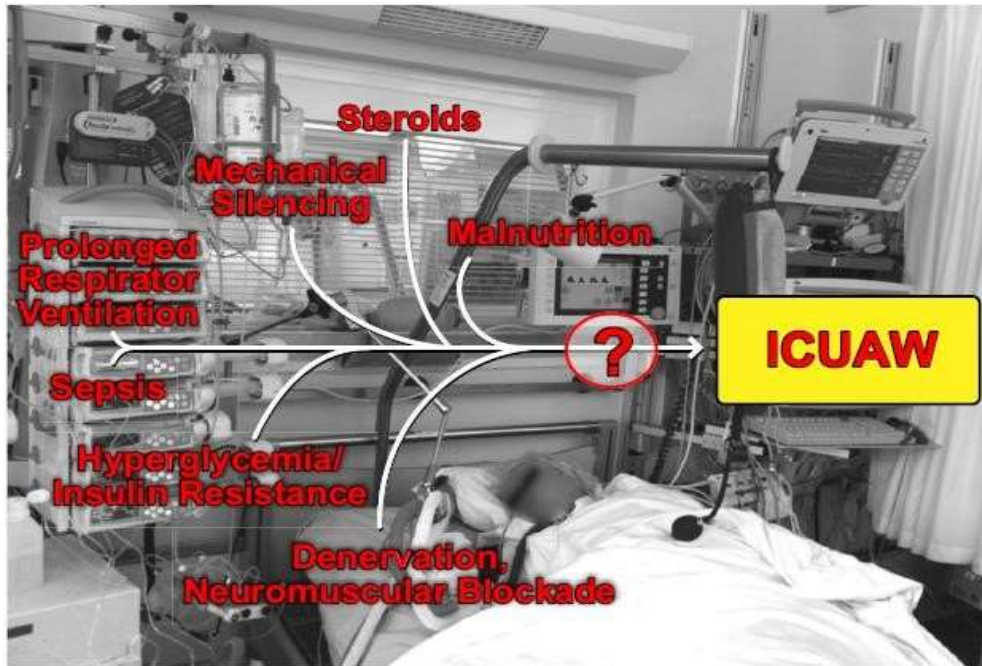 Steroids
Mechanical
Silencing
Malnutrition
Prolonged
Respirator
Ventilation
?
ICUAW
Sepsis
Hyperglycemia/
Insulin Resistance
Denervation,
Neuromuscular Blockade